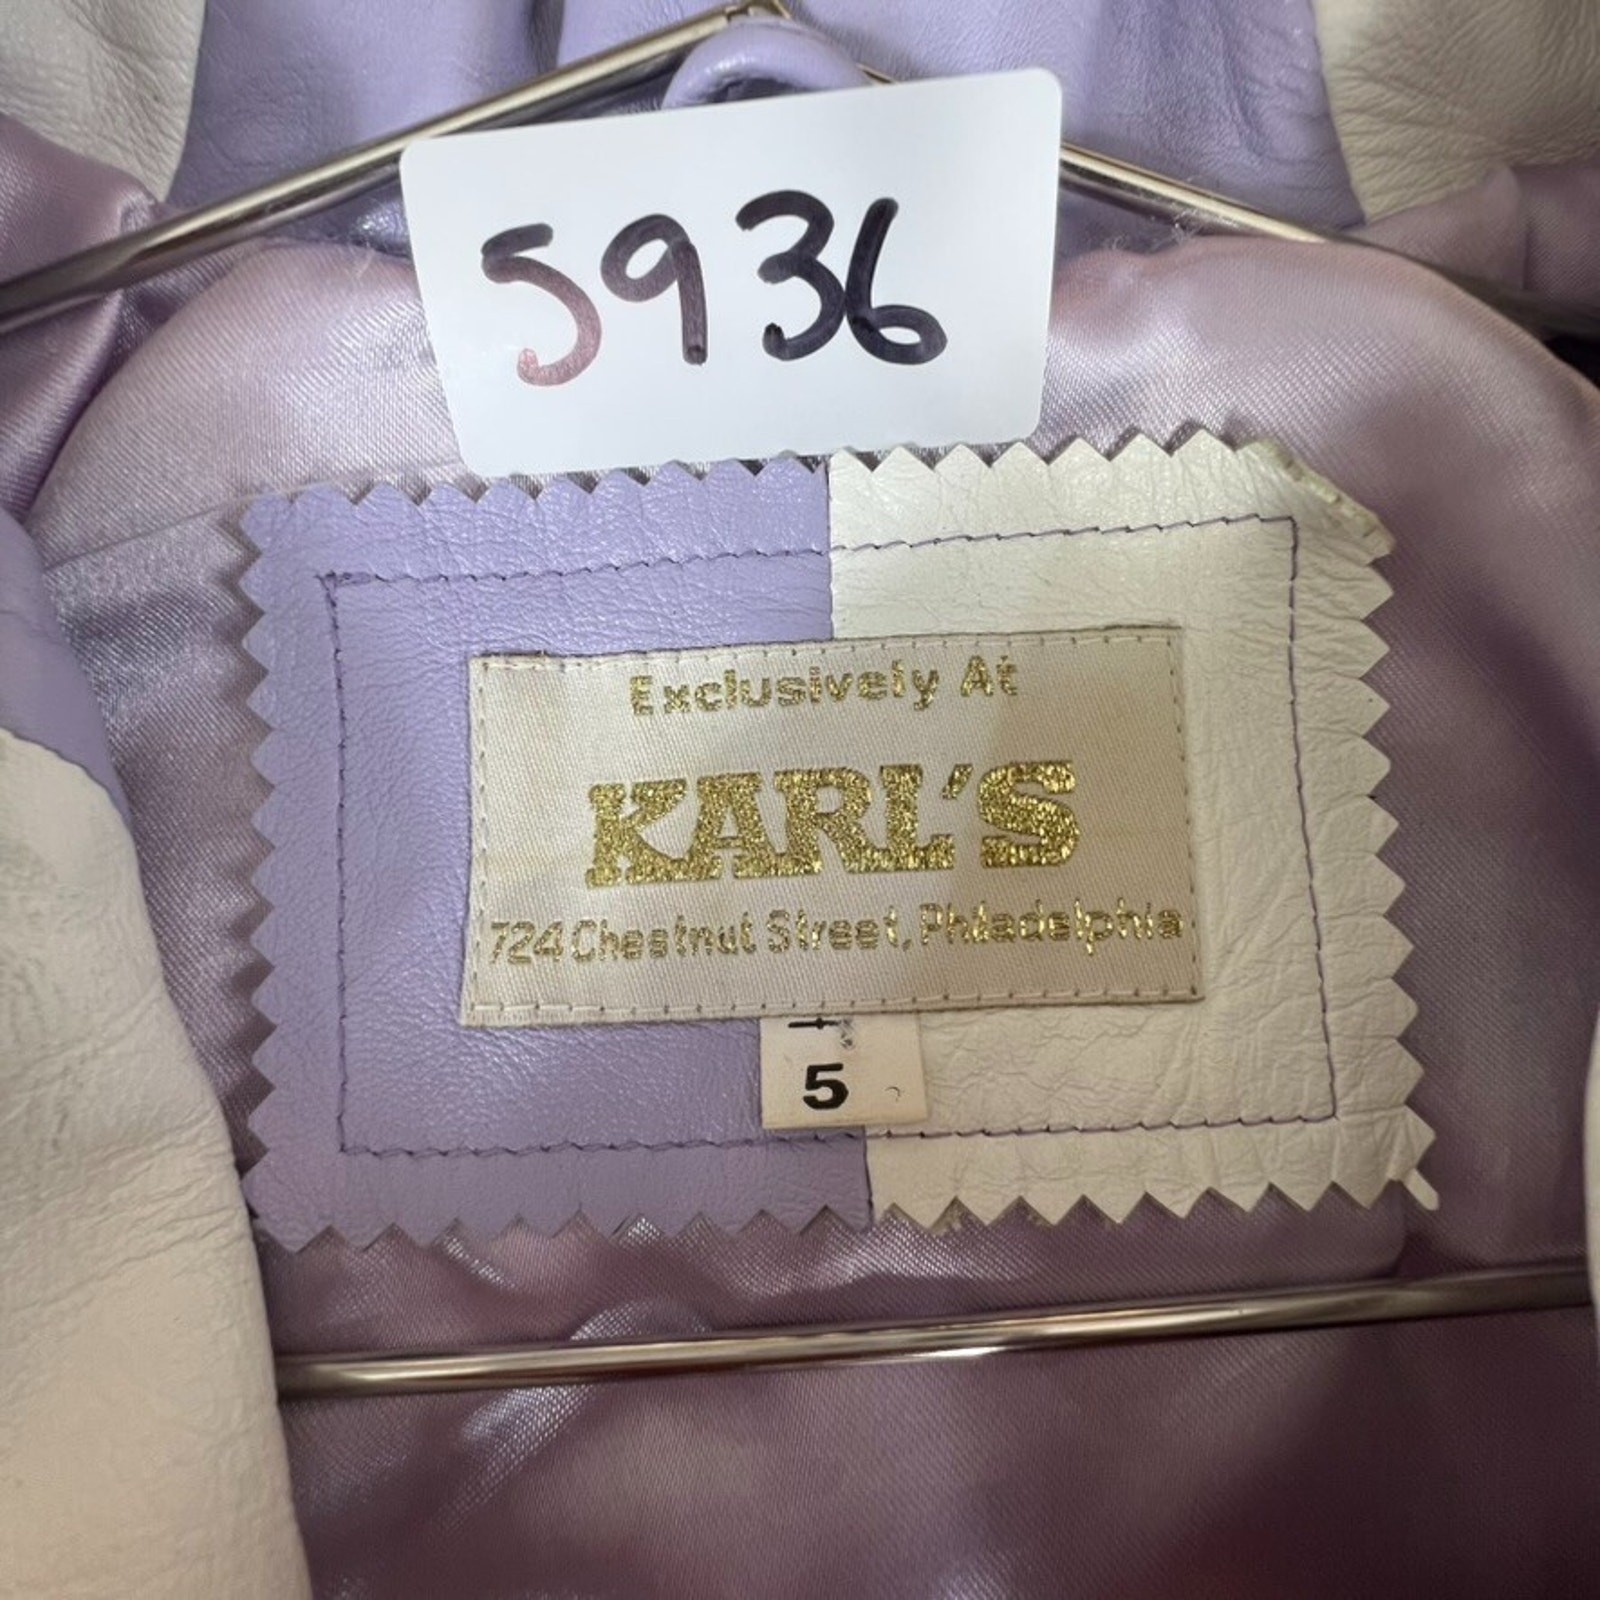 5936
Exclusively At
KARL'S
724 Chestnut Street, Philadelphia
5